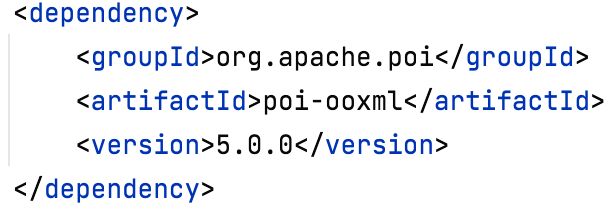 <dependency>
    <groupId>org.apache.poi</groupId>
    <artifactId>poi-ooxml</artifactId>
    <version>5.0.0</version>
</dependency>